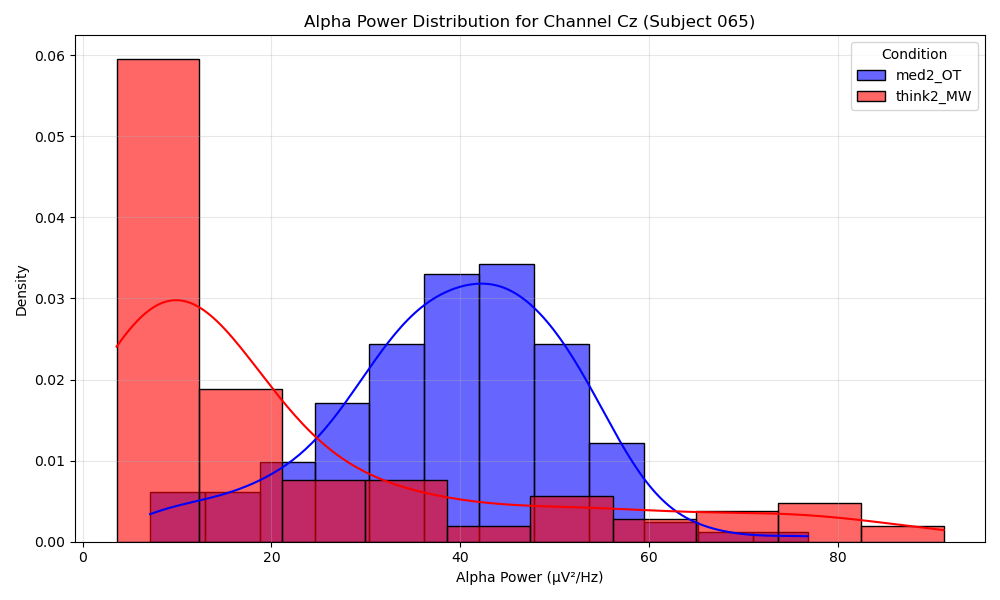 Alpha Power Distribution for Channel Cz (Subject 065)
Condition
med2_OT
think2_MW
Density
0.06
0.05
0.04
0.03
0.02
0.01
0.00
0 20 40 60 80
Alpha Power (µV²/Hz)